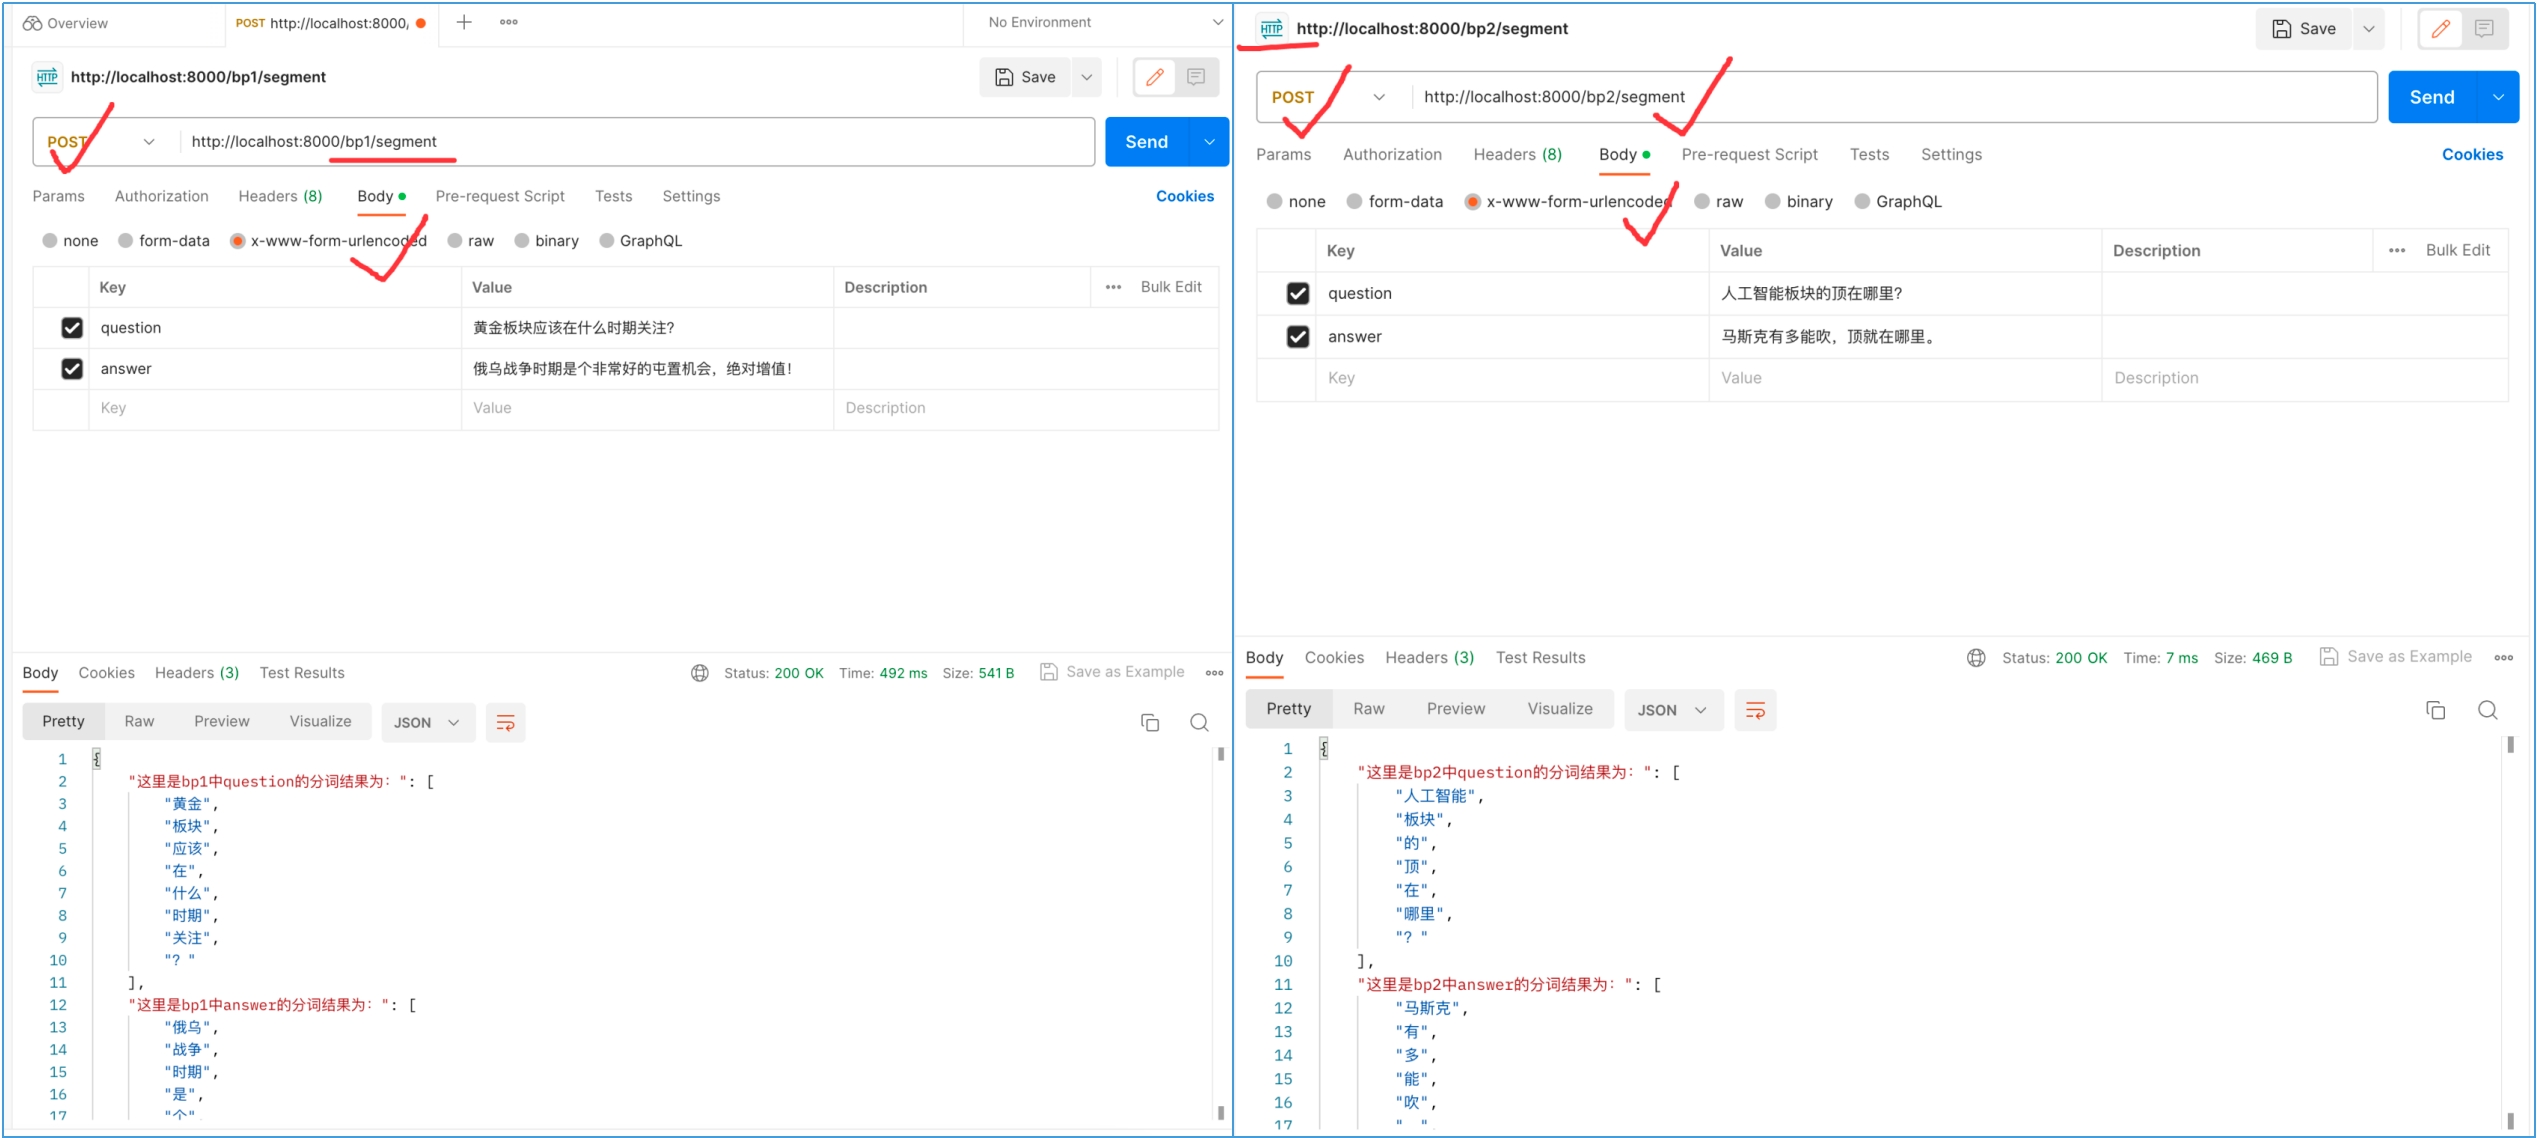 Overview
POST http://localhost:8000/
No Environment
http://localhost:8000/bp1/segment
Save
POST
http://localhost:8000/bp1/segment
Send
Params Authorization Headers (8) Body Pre-request Script Tests Settings Cookies
none form-data x-www-form-urlencoded raw binary GraphQL
Key Value Description Bulk Edit
question 黄金板块应该在什么时期关注？
answer 俄乌战争时期是个非常好的屯置机会，绝对增值！
Key Value Description
Body Cookies Headers (3) Test Results Status: 200 OK Time: 492 ms Size: 541 B Save as Example
Pretty Raw Preview Visualize JSON
1 {
2 "这里是bp1中question的分词结果为：": [
3 "黄金",
4 "板块",
5 "应该",
6 "在",
7 "什么",
8 "时期",
9 "关注",
10 "？"
11 ],
12 "这里是bp1中answer的分词结果为：": [
13 "俄乌",
14 "战争",
15 "时期",
16 "是",
17 "个",
HTTP http://localhost:8000/bp2/segment
Save
POST
http://localhost:8000/bp2/segment
Send
Params Authorization Headers (8) Body Pre-request Script Tests Settings Cookies
none form-data x-www-form-urlencoded raw binary GraphQL
Key Value Description Bulk Edit
question 人工智能板块的顶在哪里？
answer 马斯克有多能吹，顶就在哪里。
Key Value Description
Body Cookies Headers (3) Test Results Status: 200 OK Time: 7 ms Size: 469 B Save as Example
Pretty Raw Preview Visualize JSON
1 {
2 "这里是bp2中question的分词结果为：": [
3 "人工智能",
4 "板块",
5 "的",
6 "顶",
7 "在",
8 "哪里",
9 "？"
10 ],
11 "这里是bp2中answer的分词结果为：": [
12 "马斯克",
13 "有",
14 "多",
15 "能",
16 "吹",
17